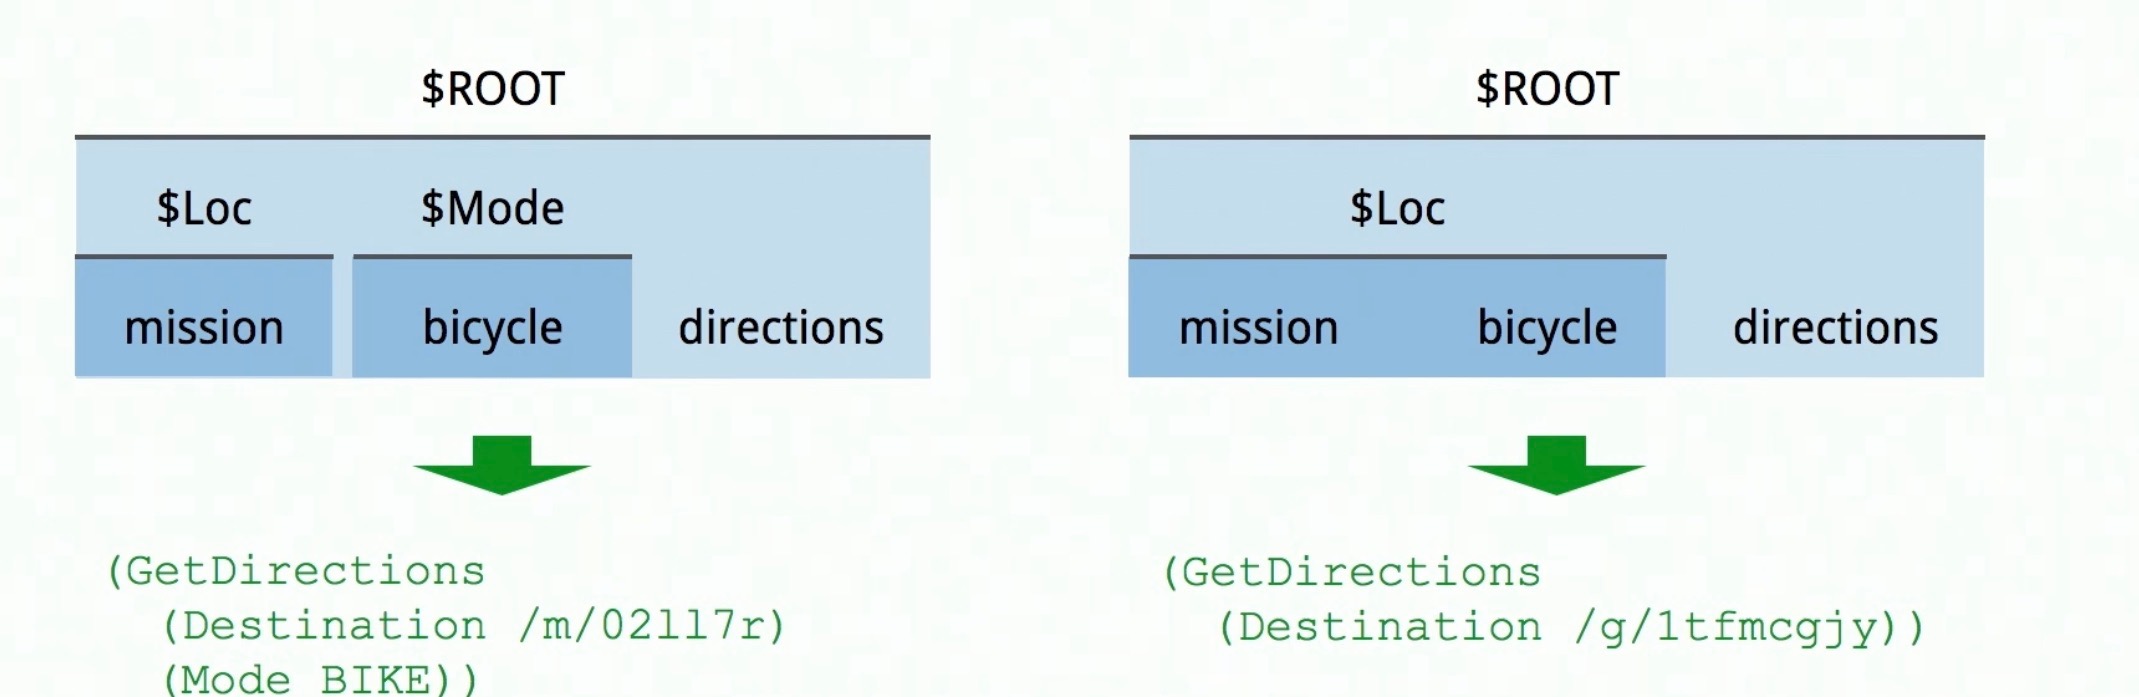 $ROOT
$Loc $Mode
mission bicycle directions
(GetDirections
(Destination /m/02ll7r)
(Mode BIKE))
$ROOT
$Loc
mission bicycle directions
(GetDirections
(Destination /g/1tfmcgjy))